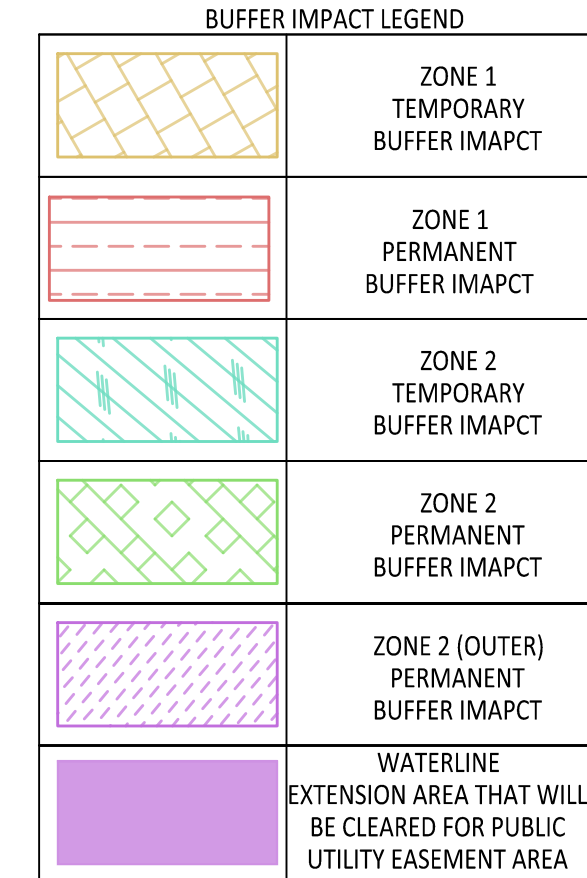 BUFFER IMPACT LEGEND
ZONE 1
TEMPORARY
BUFFER IMAPCT
ZONE 1
PERMANENT
BUFFER IMAPCT
ZONE 2
TEMPORARY
BUFFER IMAPCT
ZONE 2
PERMANENT
BUFFER IMAPCT
ZONE 2 (OUTER)
PERMANENT
BUFFER IMAPCT
WATERLINE
EXTENSION AREA THAT WILL
BE CLEARED FOR PUBLIC
UTILITY EASEMENT AREA